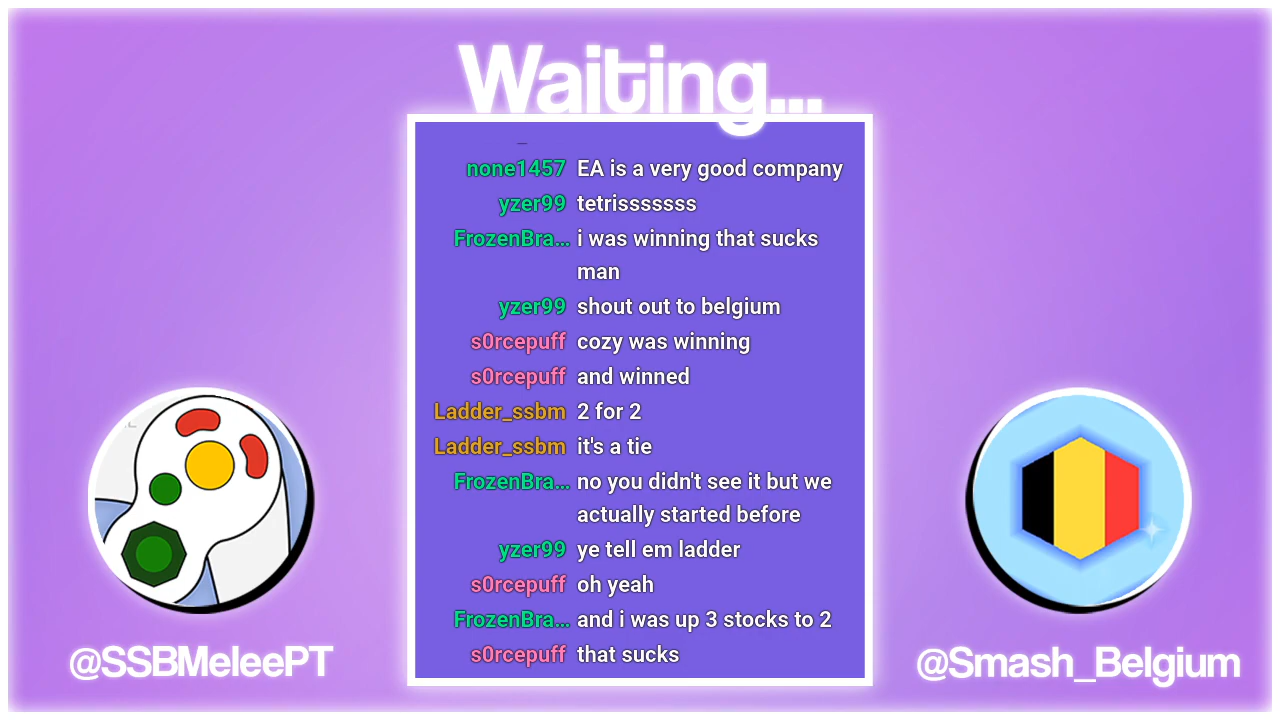 Waiting...
none1457 EA is a very good company
yzer99 tetrisssssss
FrozenBra... i was winning that sucks
man
yzer99 shout out to belgium
s0rcepuff cozy was winning
s0rcepuff and winned
Ladder_ssbm 2 for 2
Ladder_ssbm it's a tie
FrozenBra... no you didn't see it but we
actually started before
yzer99 ye tell em ladder
s0rcepuff oh yeah
FrozenBra... and i was up 3 stocks to 2
s0rcepuff that sucks
@SSBMeleePT
@Smash_Belgium